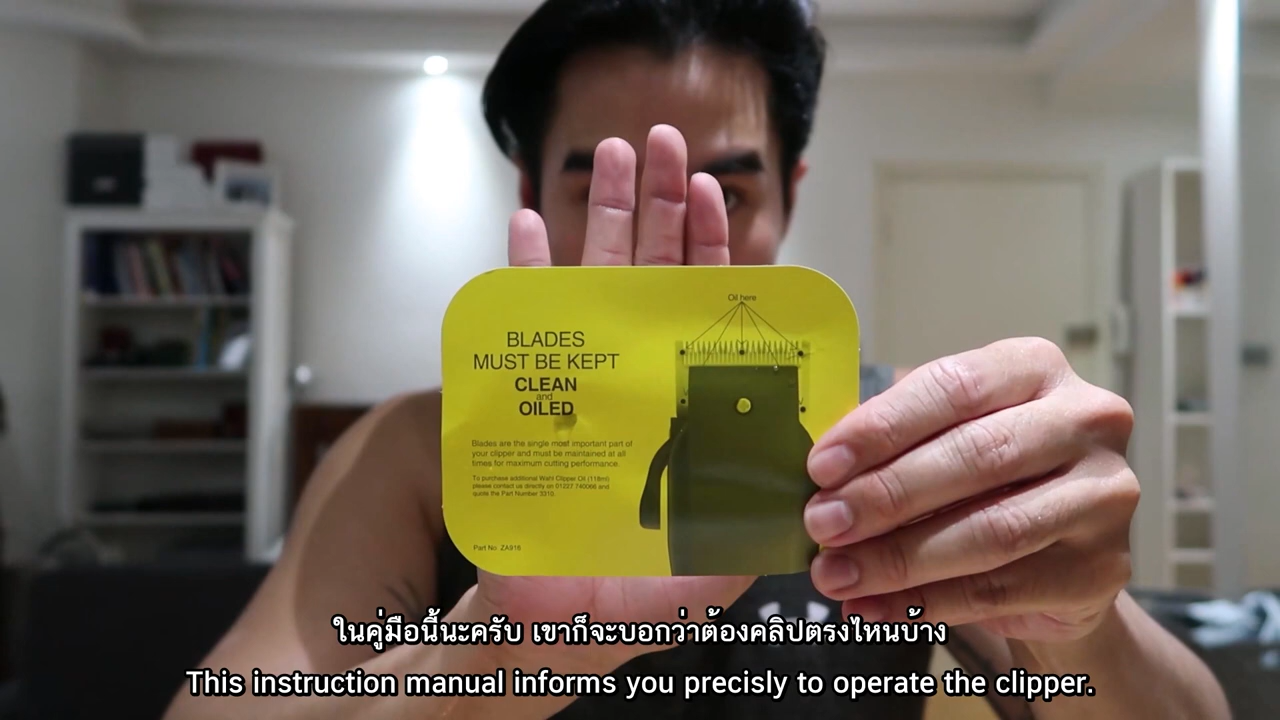 Oil here
BLADES
MUST BE KEPT
CLEAN
and
OILED
Blades are the single most important part of
your clipper and must be maintained at all
times for maximum cutting performance.
To purchase additional Wahl Clipper Oil (118ml)
please contact us directly on 01227 740066 and
quote the Part Number 3310.
Part No ZA916
ในคู่มือนี้นะครับ เขาก็จะบอกว่าต้องคลิปตรงไหนบ้าง
This instruction manual informs you precisly to operate the clipper.